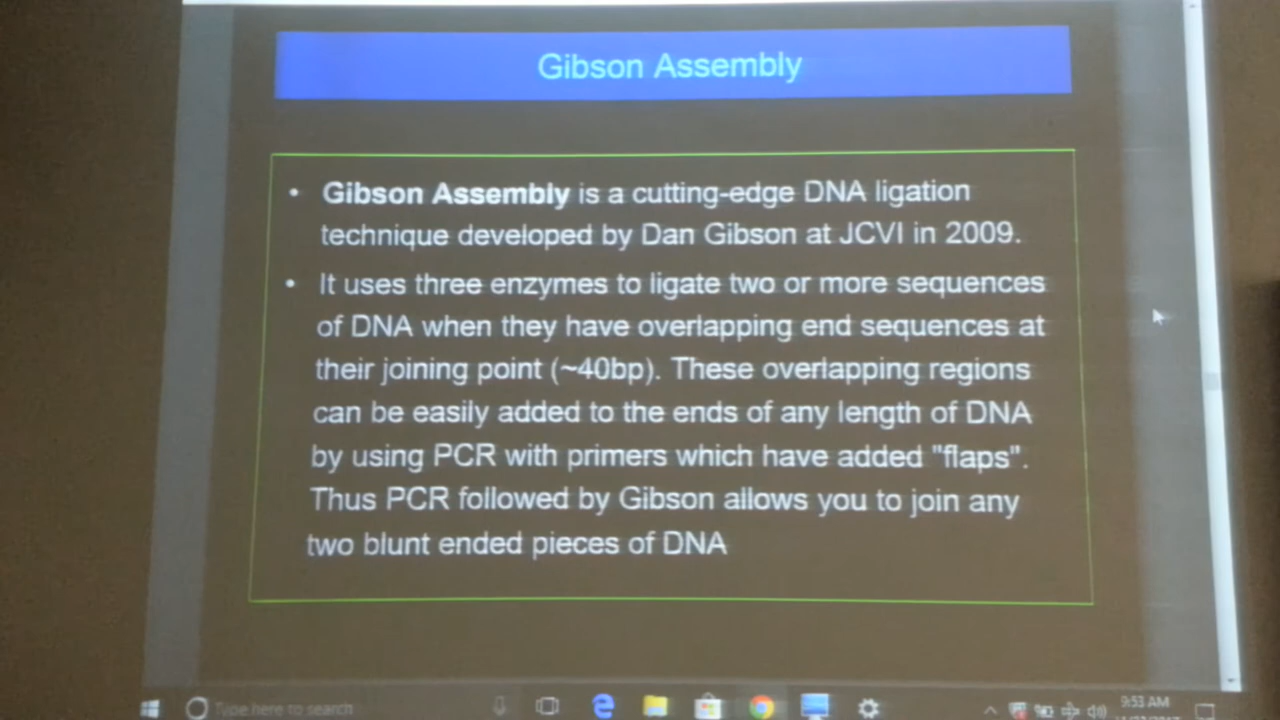 Gibson Assembly
• Gibson Assembly is a cutting-edge DNA ligation
technique developed by Dan Gibson at JCVI in 2009.
• It uses three enzymes to ligate two or more sequences
of DNA when they have overlapping end sequences at
their joining point (~40bp). These overlapping regions
can be easily added to the ends of any length of DNA
by using PCR with primers which have added "flaps".
Thus PCR followed by Gibson allows you to join any
two blunt ended pieces of DNA
Type here to search
9:53 AM